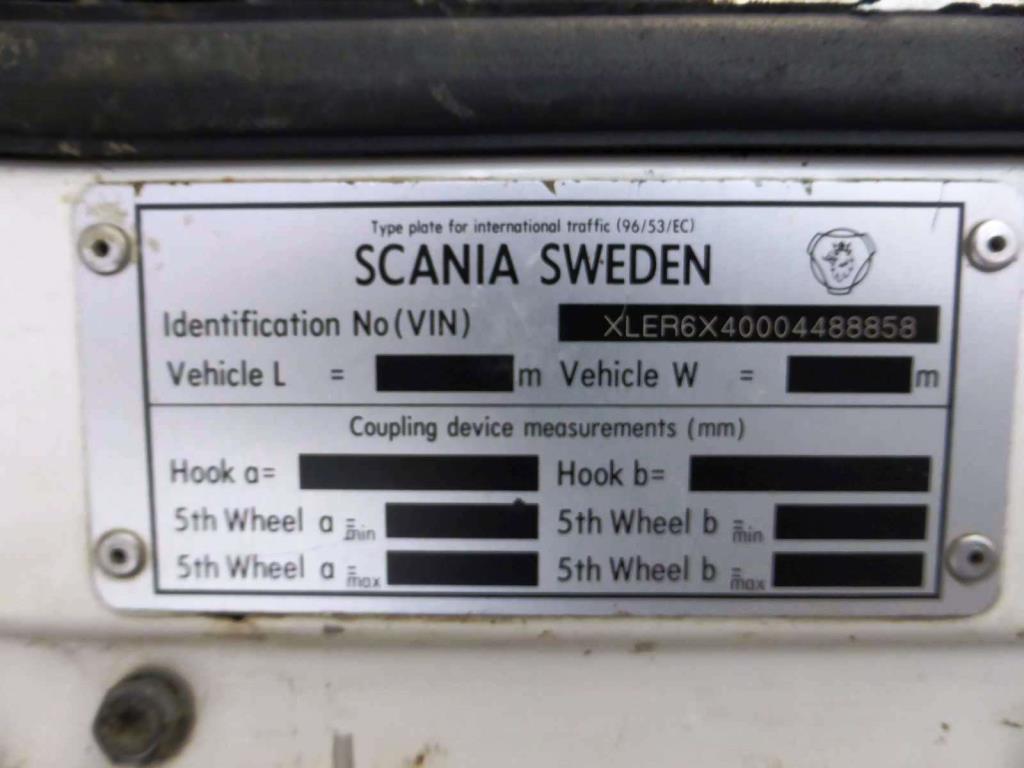 Type plate for international traffic (96/53/EC)
SCANIA SWEDEN
Identification No (VIN) XLER6X40004488858
Vehicle L = m Vehicle W = m
Coupling device measurements (mm)
Hook a= Hook b=
5th Wheel a = min 5th Wheel b = min
5th Wheel a = max 5th Wheel b = max